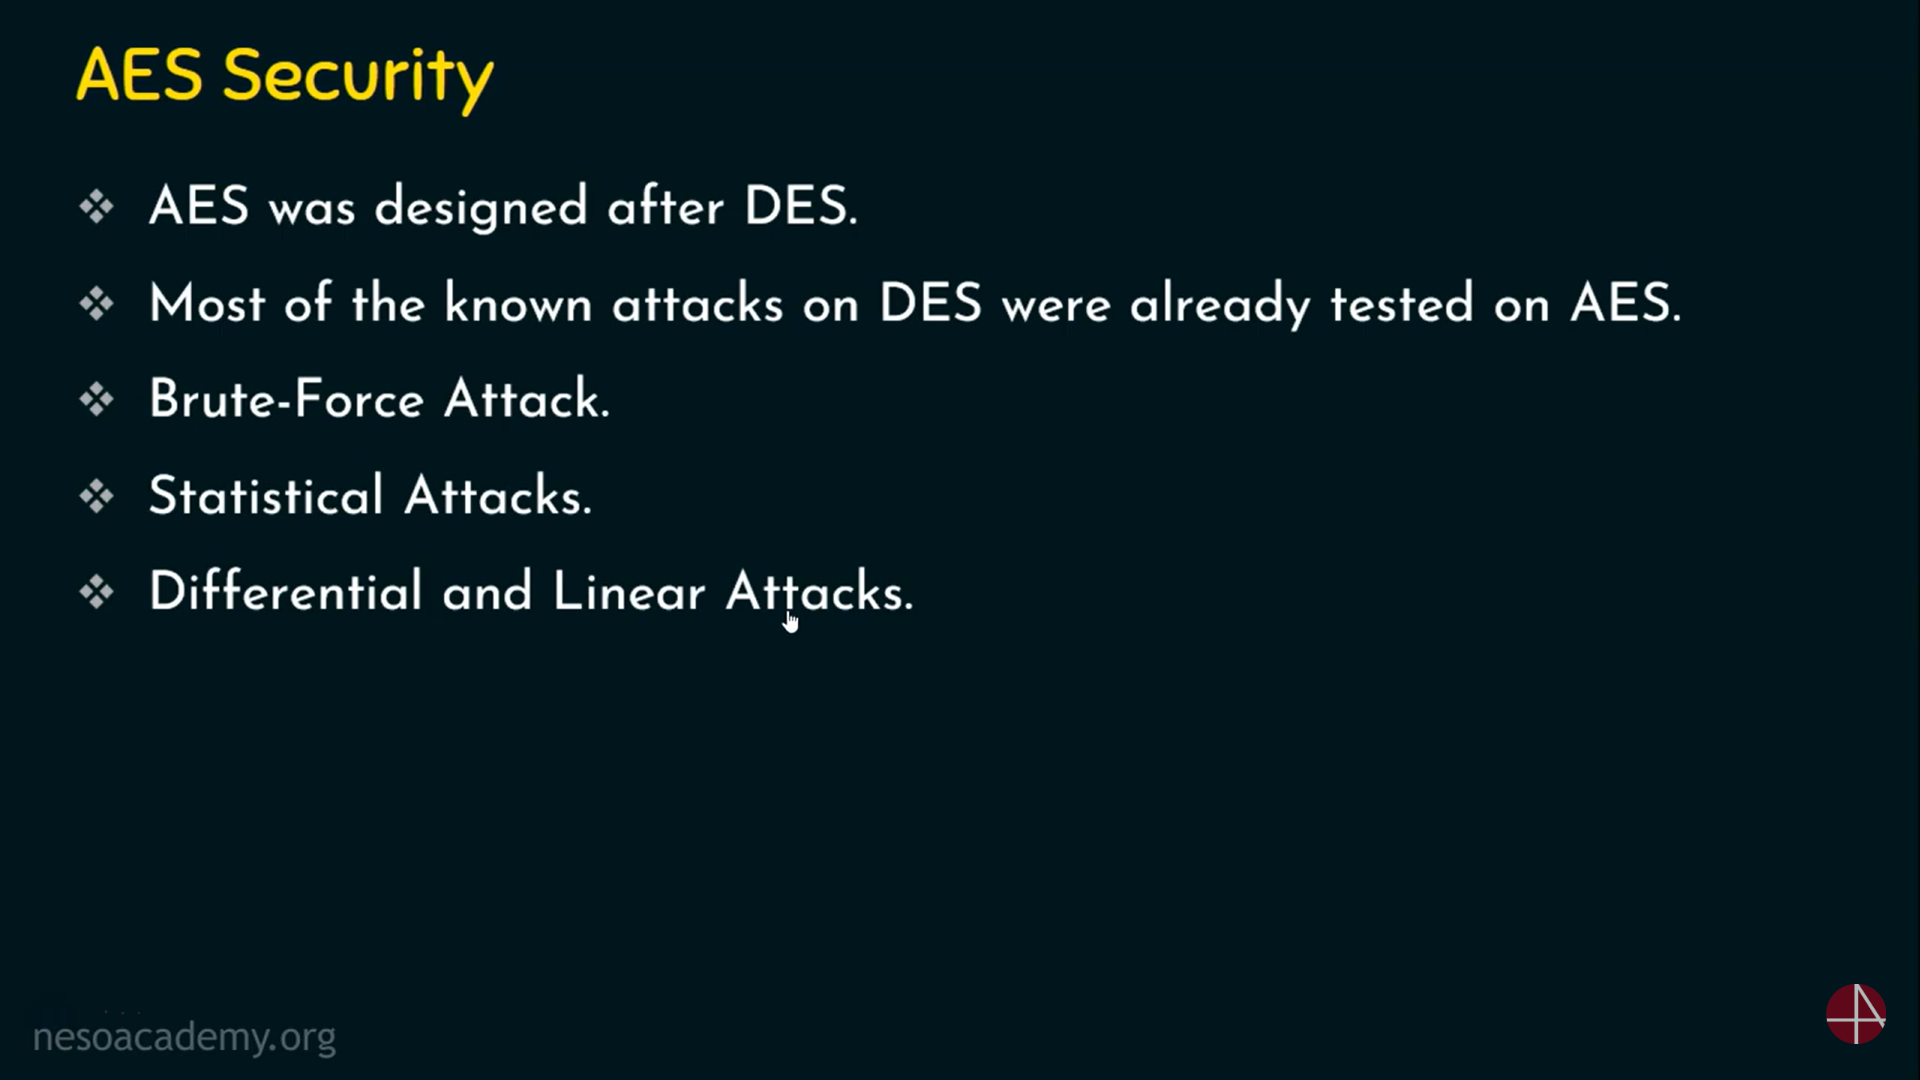 AES Security
AES was designed after DES.
Most of the known attacks on DES were already tested on AES.
Brute-Force Attack.
Statistical Attacks.
Differential and Linear Attacks.
nesoacademy.org